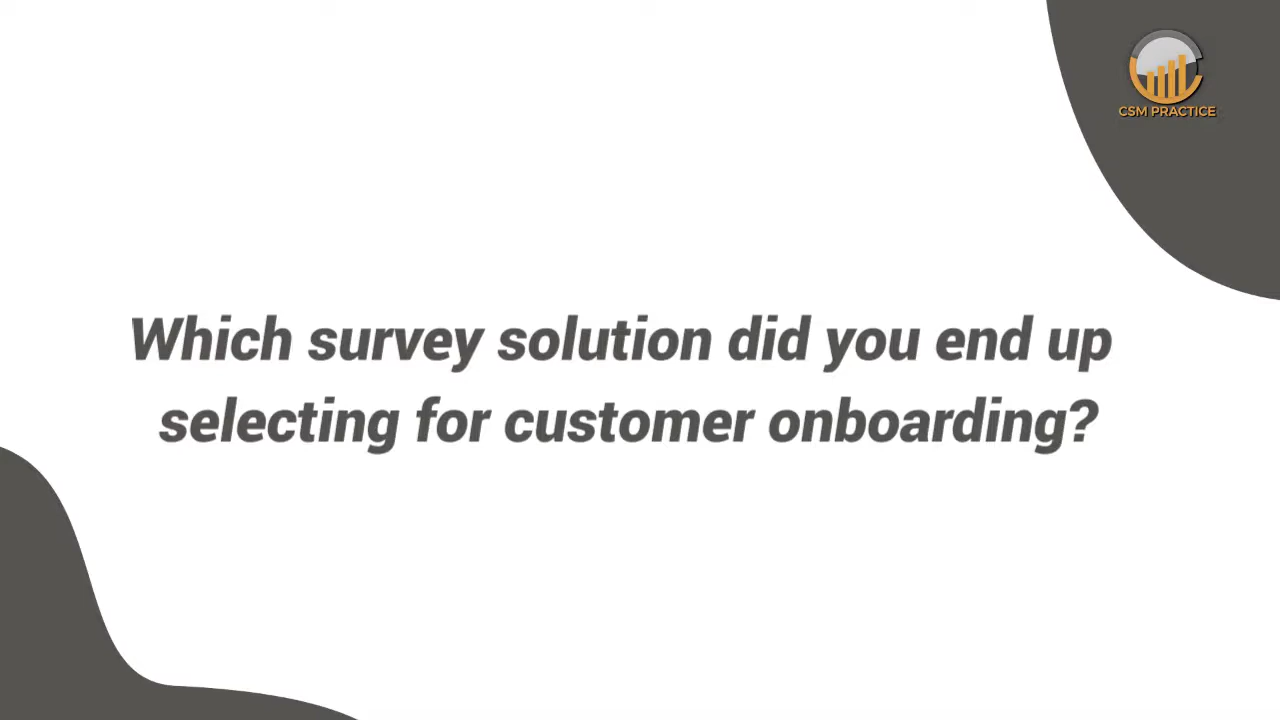 CSM PRACTICE
Which survey solution did you end up
selecting for customer onboarding?